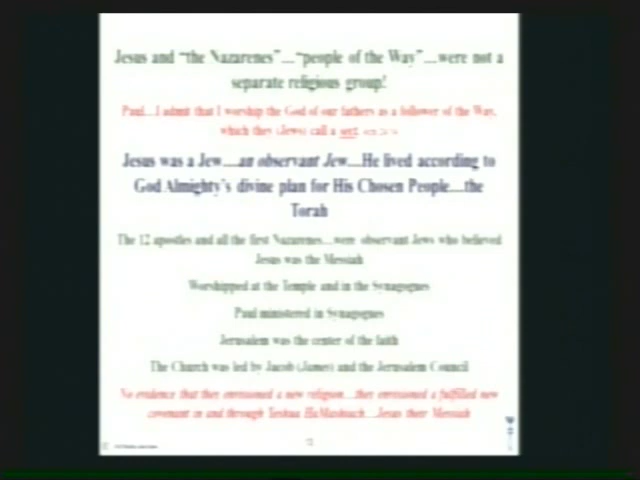 Jesus and “the Nazarenes”...“people of the Way”...were not a
separate religious group!
Paul...I admit that I worship the God of our fathers as a follower of the Way,
which they (Jews) call a sect.
Jesus was a Jew...an observant Jew...He lived according to
God Almighty's divine plan for His Chosen People...the
Torah
The 12 apostles and all the first Nazarenes...were observant Jews who believed
Jesus was the Messiah
Worshipped at the Temple and in the Synagogues
Paul ministered in Synagogues
Jerusalem was the center of the faith
The Church was led by Jacob (James) and the Jerusalem Council
No evidence that they envisioned a new religion...they envisioned a fulfilled new
covenant in and through Yeshua HaMashiach...Jesus their Messiah